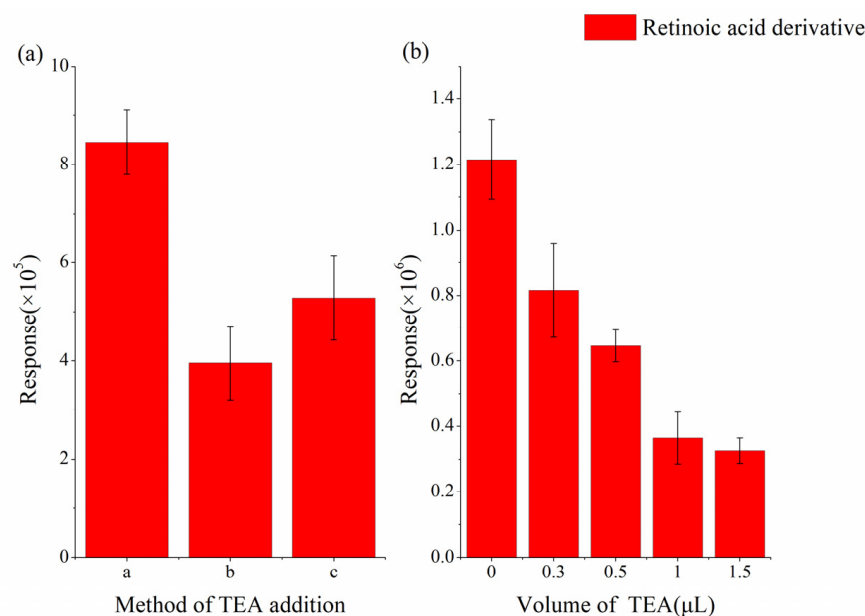 Retinoic acid derivative
(a)
10
8
6
4
2
0
Response(×10⁵)
a
b
c
Method of TEA addition
(b)
1.4
1.2
1.0
0.8
0.6
0.4
0.2
0.0
Response(×10⁶)
0
0.3
0.5
1
1.5
Volume of TEA(μL)